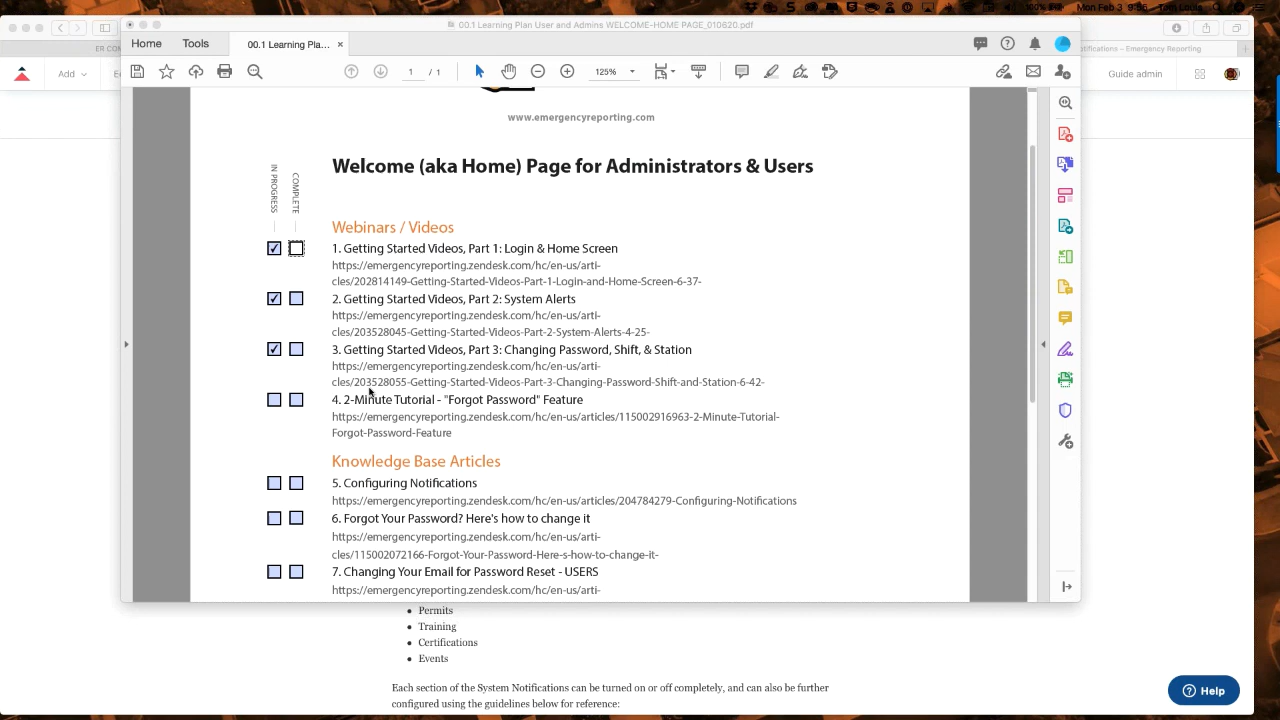 100%
Mon Feb 3 9:56
00.1 Learning Plan User and Admins WELCOME-HOME PAGE_010620.pdf
Home Tools 00.1 Learning Pla... ×
otifications – Emergency Reporting
Add
Guide admin
1 / 1
125%
www.emergencyreporting.com
IN PROGRESS
COMPLETE
Welcome (aka Home) Page for Administrators & Users
Webinars / Videos
1. Getting Started Videos, Part 1: Login & Home Screen
https://emergencyreporting.zendesk.com/hc/en-us/arti-
cles/202814149-Getting-Started-Videos-Part-1-Login-and-Home-Screen-6-37-
2. Getting Started Videos, Part 2: System Alerts
https://emergencyreporting.zendesk.com/hc/en-us/arti-
cles/203528045-Getting-Started-Videos-Part-2-System-Alerts-4-25-
3. Getting Started Videos, Part 3: Changing Password, Shift, & Station
https://emergencyreporting.zendesk.com/hc/en-us/arti-
cles/203528055-Getting-Started-Videos-Part-3-Changing-Password-Shift-and-Station-6-42-
4. 2-Minute Tutorial - "Forgot Password" Feature
https://emergencyreporting.zendesk.com/hc/en-us/articles/115002916963-2-Minute-Tutorial-
Forgot-Password-Feature
Knowledge Base Articles
5. Configuring Notifications
https://emergencyreporting.zendesk.com/hc/en-us/articles/204784279-Configuring-Notifications
6. Forgot Your Password? Here's how to change it
https://emergencyreporting.zendesk.com/hc/en-us/arti-
cles/115002072166-Forgot-Your-Password-Here-s-how-to-change-it-
7. Changing Your Email for Password Reset - USERS
https://emergencyreporting.zendesk.com/hc/en-us/arti-
• Permits
• Training
• Certifications
• Events
Each section of the System Notifications can be turned on or off completely, and can also be further
configured using the guidelines below for reference:
Help